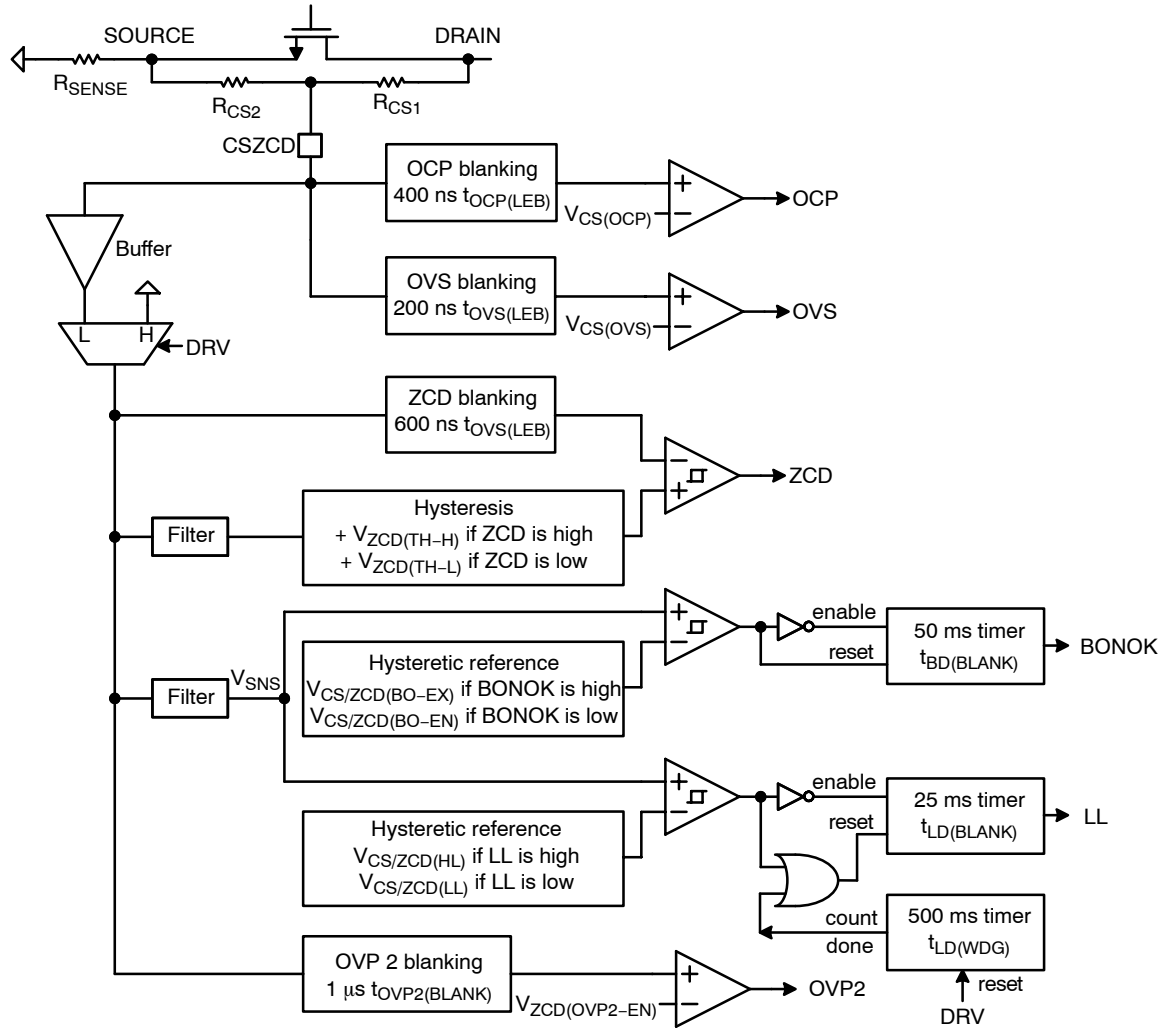 SOURCE
DRAIN
RSENSE
RCS2
RCS1
CSZCD
OCP blanking
400 ns tOCP(LEB)
+
VCS(OCP)
−
OCP
Buffer
OVS blanking
200 ns tOVS(LEB)
+
VCS(OVS)
−
OVS
L
H
DRV
ZCD blanking
600 ns tOVS(LEB)
−
+
ZCD
Filter
Hysteresis
+ VZCD(TH−H) if ZCD is high
+ VZCD(TH−L) if ZCD is low
+
−
enable
reset
50 ms timer
tBD(BLANK)
BONOK
Filter
VSNS
Hysteretic reference
VCS/ZCD(BO−EX) if BONOK is high
VCS/ZCD(BO−EN) if BONOK is low
+
−
enable
reset
25 ms timer
tLD(BLANK)
LL
Hysteretic reference
VCS/ZCD(HL) if LL is high
VCS/ZCD(LL) if LL is low
count
done
500 ms timer
tLD(WDG)
reset
DRV
OVP 2 blanking
1 μs tOVP2(BLANK)
+
VZCD(OVP2−EN)
−
OVP2